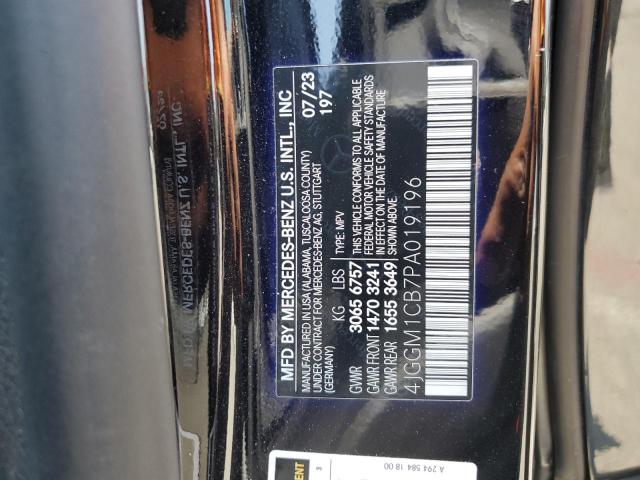 MFD BY MERCEDES-BENZ U.S. INTL., INC 07/23
MANUFACTURED IN USA (ALABAMA, TUSCALOOSA COUNTY) 197
UNDER CONTRACT FOR MERCEDES-BENZ AG, STUTTGART
(GERMANY)
KG LBS TYPE: MPV
GVWR 3065 6757 THIS VEHICLE CONFORMS TO ALL APPLICABLE
GAWR FRONT 1470 3241 FEDERAL MOTOR VEHICLE SAFETY STANDARDS
GAWR REAR 1655 3649 IN EFFECT ON THE DATE OF MANUFACTURE
SHOWN ABOVE.
4JGGM1CB7PA019196
A 294 584 18 00
3